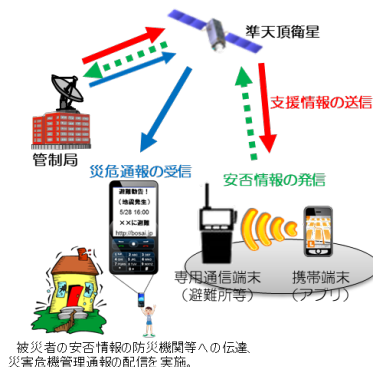 準天頂衛星
支援情報の送信
管制局
災危通報の受信
安否情報の発信
避難勧告！
（地震発生）
5/28 16:00
××に避難
http://bosai.jp
専用通信端末
（避難所等）
携帯端末
（アプリ）
被災者の安否情報の防災機関等への伝達、
災害危機管理通報の配信を実施。